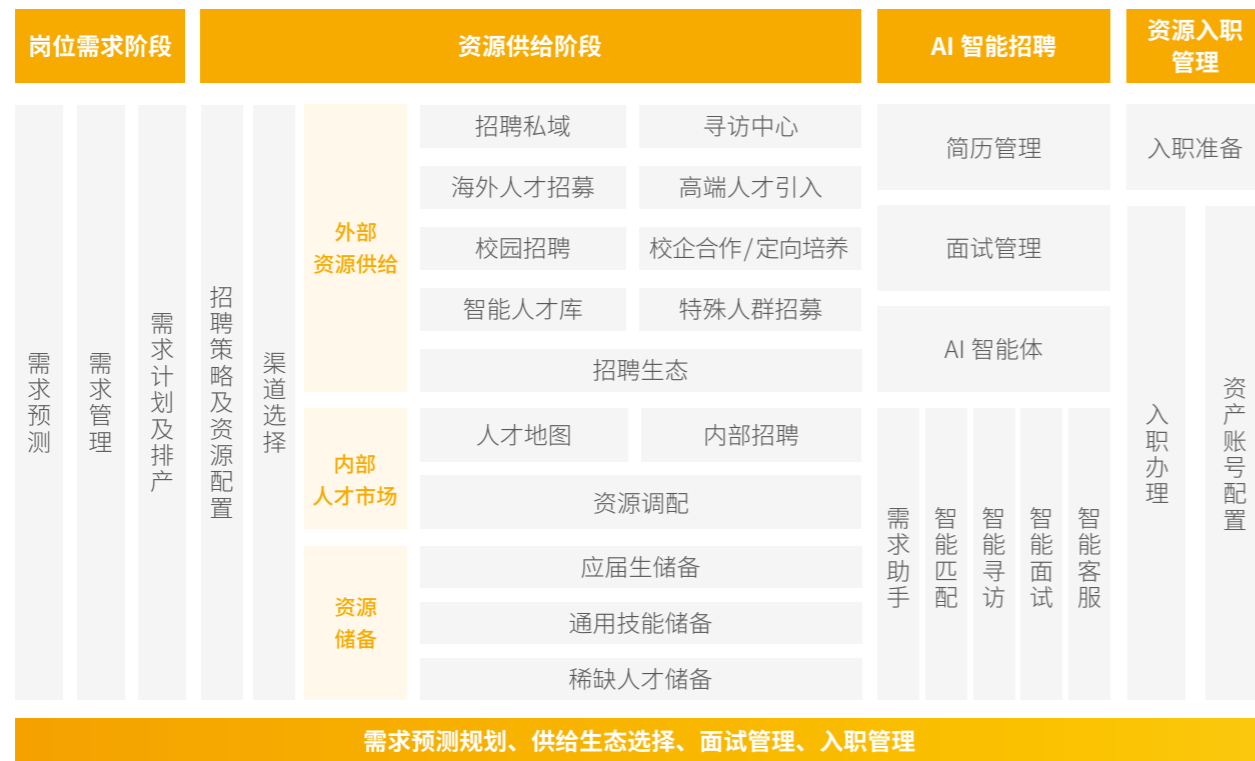 岗位需求阶段
资源供给阶段
AI 智能招聘
资源入职
管理
需求预测
需求管理
需求计划及排产
招聘策略及资源配置
渠道选择
外部
资源供给
招聘私域
寻访中心
海外人才招募
高端人才引入
校园招聘
校企合作/定向培养
智能人才库
特殊人群招募
招聘生态
内部
人才市场
人才地图
内部招聘
资源调配
资源
储备
应届生储备
通用技能储备
稀缺人才储备
简历管理
面试管理
AI 智能体
需求助手
智能匹配
智能寻访
智能面试
智能客服
入职准备
入职办理
资产账号配置
需求预测规划、供给生态选择、面试管理、入职管理